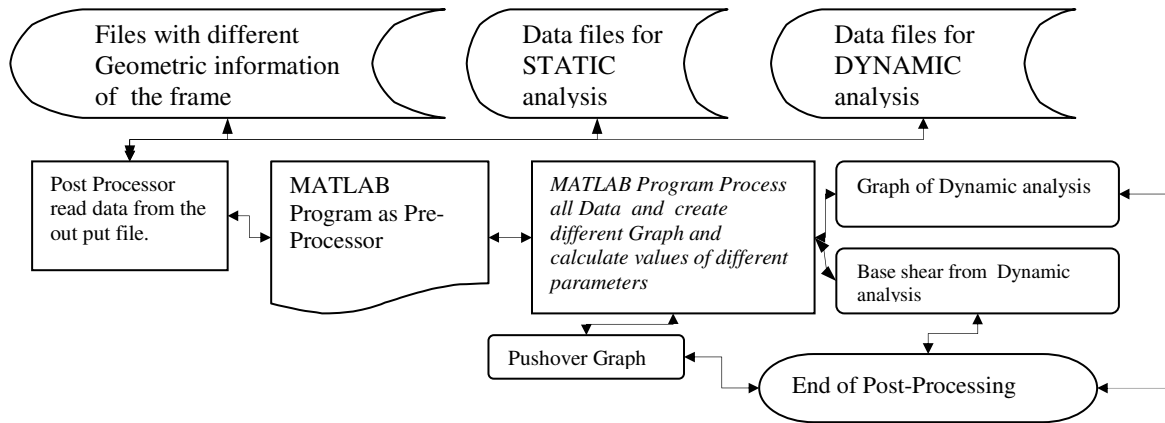 Files with different
Geometric information
of the frame
Data files for
STATIC
analysis
Data files for
DYNAMIC
analysis
Post Processor
read data from the
out put file.
MATLAB
Program as Pre-
Processor
MATLAB Program Process
all Data and create
different Graph and
calculate values of different
parameters
Graph of Dynamic analysis
Base shear from Dynamic
analysis
Pushover Graph
End of Post-Processing